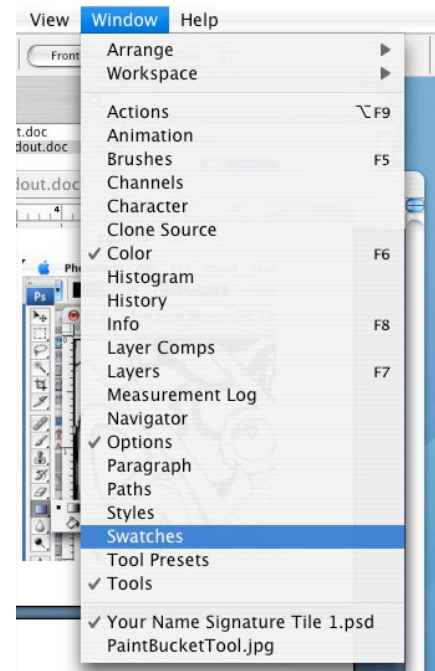 View Window Help
Front
Arrange
Workspace
Actions ⌥F9
Animation
Brushes F5
Channels
Character
Clone Source
✓ Color F6
Histogram
History
Info F8
Layer Comps
Layers F7
Measurement Log
Navigator
✓ Options
Paragraph
Paths
Styles
Swatches
Tool Presets
✓ Tools
✓ Your Name Signature Tile 1.psd
PaintBucketTool.jpg
t.doc
dout.doc
dout.doc
4
Ph
Ps